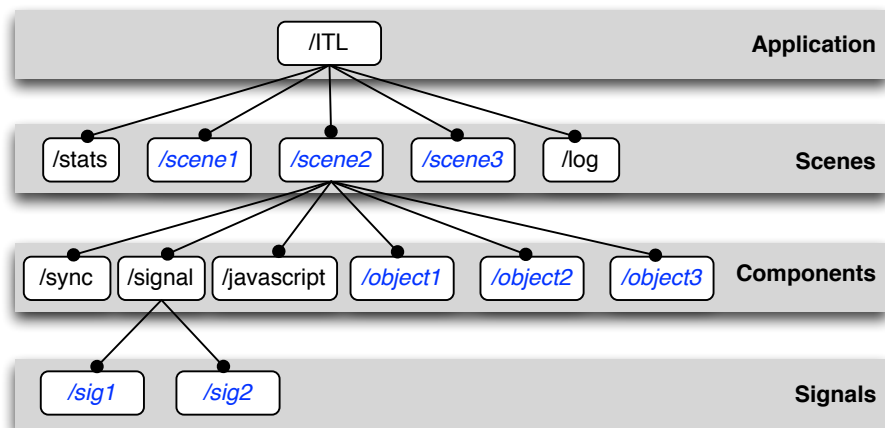 /ITL
Application
/stats /scene1 /scene2 /scene3 /log
Scenes
/sync /signal /javascript /object1 /object2 /object3
Components
/sig1 /sig2
Signals